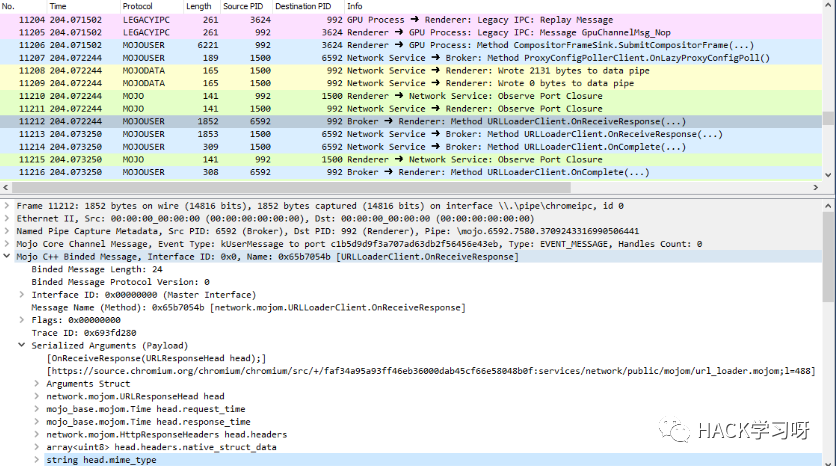 No. Time Protocol Length Source PID Destination PID Info
11204 204.071502 LEGACYIPC 261 3624 992 GPU Process → Renderer: Legacy IPC: Replay Message
11205 204.071502 LEGACYIPC 261 992 3624 Renderer → GPU Process: Legacy IPC: Message GpuChannelMsg_Nop
11206 204.071502 MOJOUSER 6221 992 3624 Renderer → GPU Process: Method CompositorFrameSink.SubmitCompositorFrame(...)
11207 204.072244 MOJOUSER 189 1500 6592 Network Service → Broker: Method ProxyConfigPollerClient.OnLazyProxyConfigPoll()
11208 204.072244 MOJODATA 165 1500 992 Network Service → Renderer: Wrote 2131 bytes to data pipe
11209 204.072244 MOJODATA 165 1500 992 Network Service → Renderer: Wrote 0 bytes to data pipe
11210 204.072244 MOJO 141 992 1500 Renderer → Network Service: Observe Port Closure
11211 204.072244 MOJO 141 992 1500 Renderer → Network Service: Observe Port Closure
11212 204.072244 MOJOUSER 1852 6592 992 Broker → Renderer: Method URLLoaderClient.OnReceiveResponse(...)
11213 204.073250 MOJOUSER 1853 1500 6592 Network Service → Broker: Method URLLoaderClient.OnReceiveResponse(...)
11214 204.073250 MOJOUSER 309 1500 6592 Network Service → Broker: Method URLLoaderClient.OnComplete(...)
11215 204.073250 MOJO 141 992 1500 Renderer → Network Service: Observe Port Closure
11216 204.073250 MOJOUSER 308 6592 992 Broker → Renderer: Method URLLoaderClient.OnComplete(...)
Frame 11212: 1852 bytes on wire (14816 bits), 1852 bytes captured (14816 bits) on interface \\.\pipe\chromeipc, id 0
Ethernet II, Src: 00:00:00_00:00:00 (00:00:00:00:00:00), Dst: 00:00:00_00:00:00 (00:00:00:00:00:00)
Named Pipe Capture Metadata, Src PID: 6592 (Broker), Dst PID: 992 (Renderer), Pipe: \mojo.6592.7580.3709243316990506441
Mojo Core Channel Message, Event Type: kUserMessage to port c1b5d9d9f3a707ad63db2f56456e43eb, Type: EVENT_MESSAGE, Handles Count: 0
Mojo C++ Binded Message, Interface ID: 0x0, Name: 0x65b7054b [URLLoaderClient.OnReceiveResponse]
Binded Message Length: 24
Binded Message Protocol Version: 0
Interface ID: 0x00000000 (Master Interface)
Message Name (Method): 0x65b7054b [network.mojom.URLLoaderClient.OnReceiveResponse]
Flags: 0x00000000
Trace ID: 0x693fd280
Serialized Arguments (Payload)
[OnReceiveResponse(URLResponseHead head);]
[https://source.chromium.org/chromium/chromium/src/+/faf34a95a93ff46eb36000dab45cf66e58048b0f:services/network/public/mojom/url_loader.mojom;l=488]
Arguments Struct
network.mojom.URLResponseHead head
mojo_base.mojom.Time head.request_time
mojo_base.mojom.Time head.response_time
network.mojom.HttpResponseHeaders head.headers
array<uint8> head.headers.native_struct_data
string head.mime_type
HACK学习呀